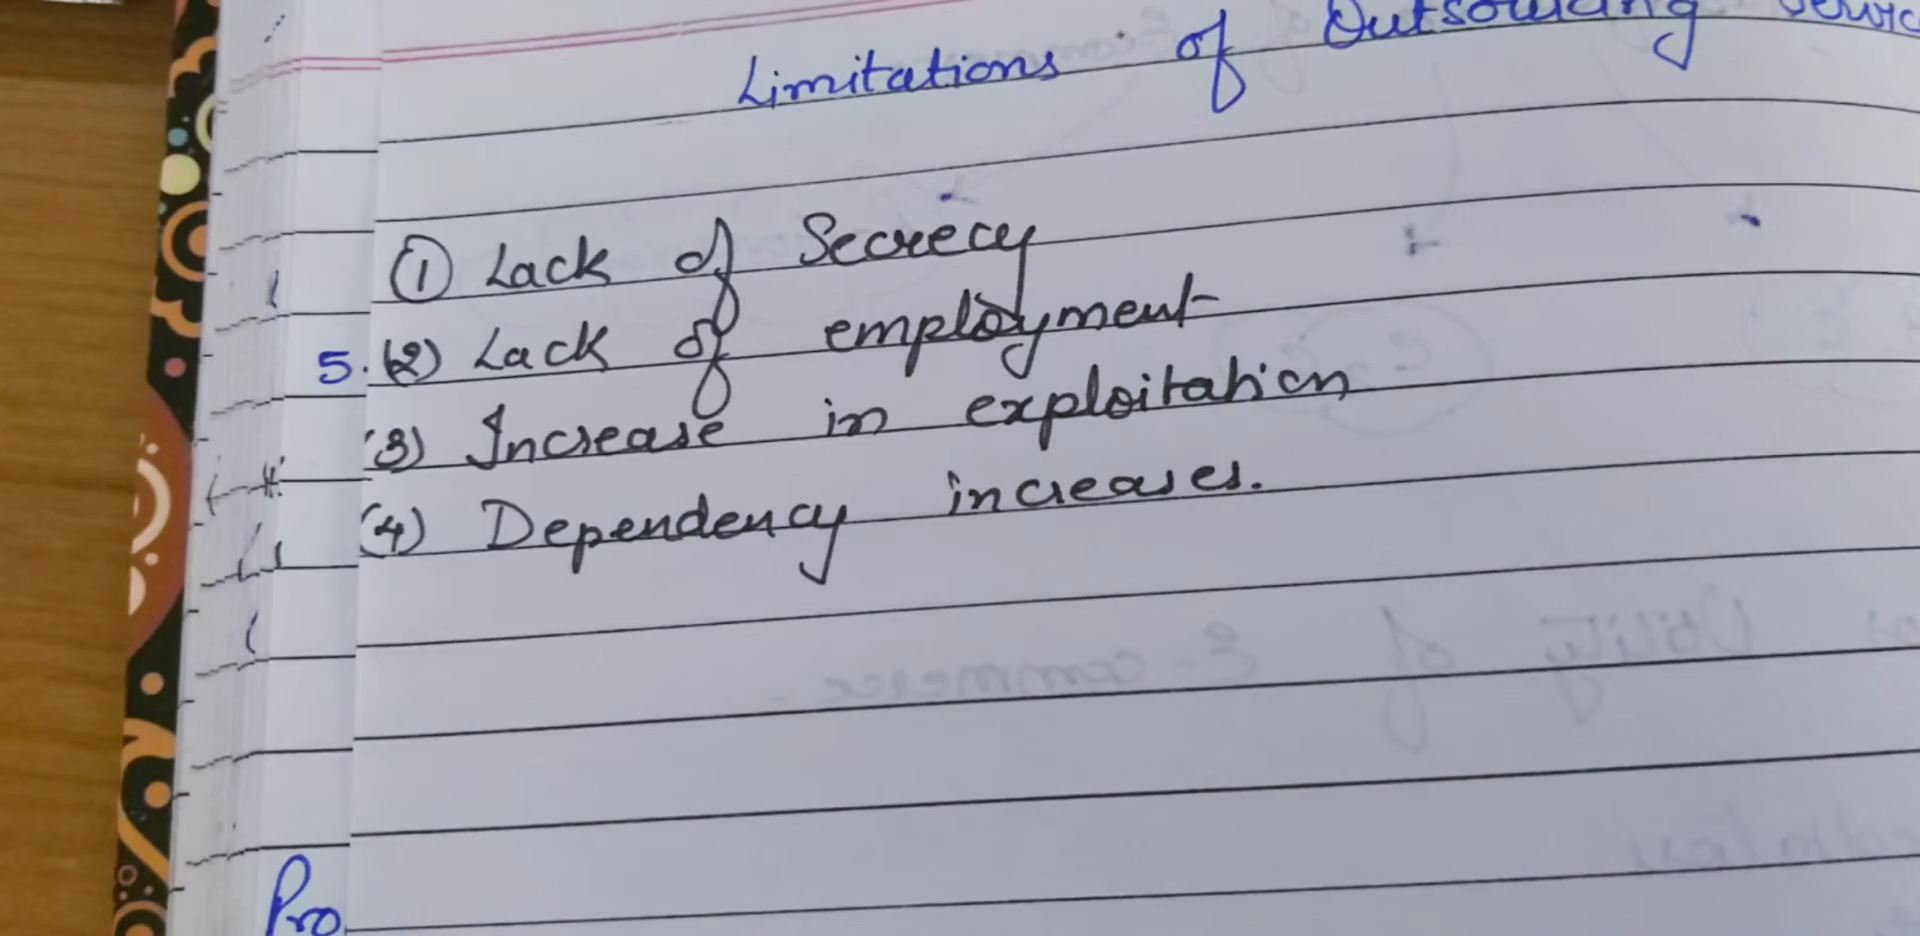 Limitations of Outsourcing
① Lack of Secrecy
5. (2) Lack of employment
(3) Increase in exploitation
(4) Dependency increases.
Pro